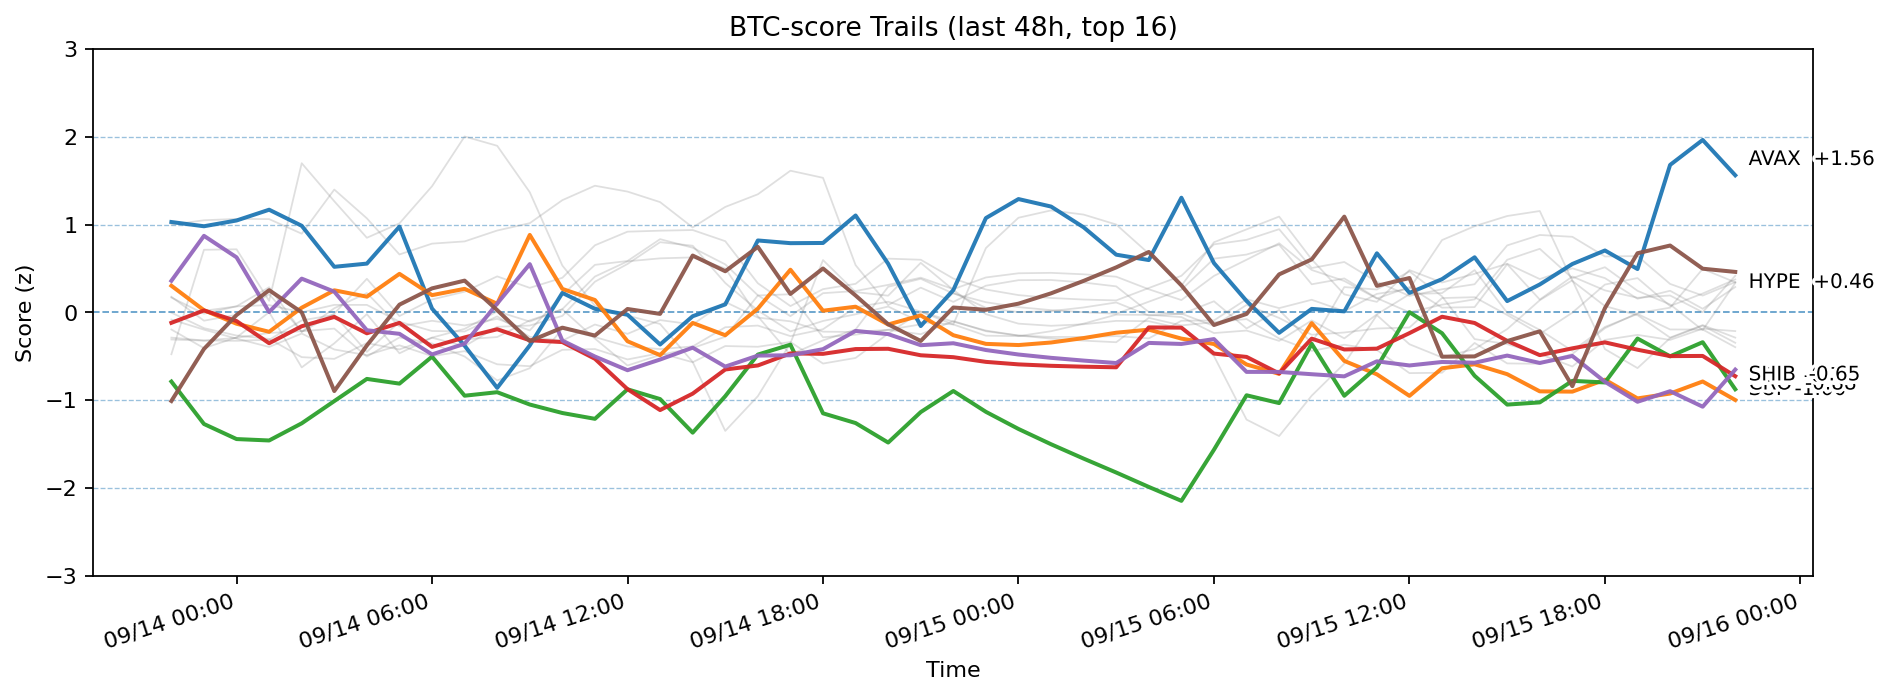 BTC-score Trails (last 48h, top 16)
Score (z)
3
2
1
0
−1
−2
−3
AVAX +1.56
HYPE +0.46
SHIB -0.65
09/14 00:00
09/14 06:00
09/14 12:00
09/14 18:00
09/15 00:00
09/15 06:00
09/15 12:00
09/15 18:00
09/16 00:00
Time